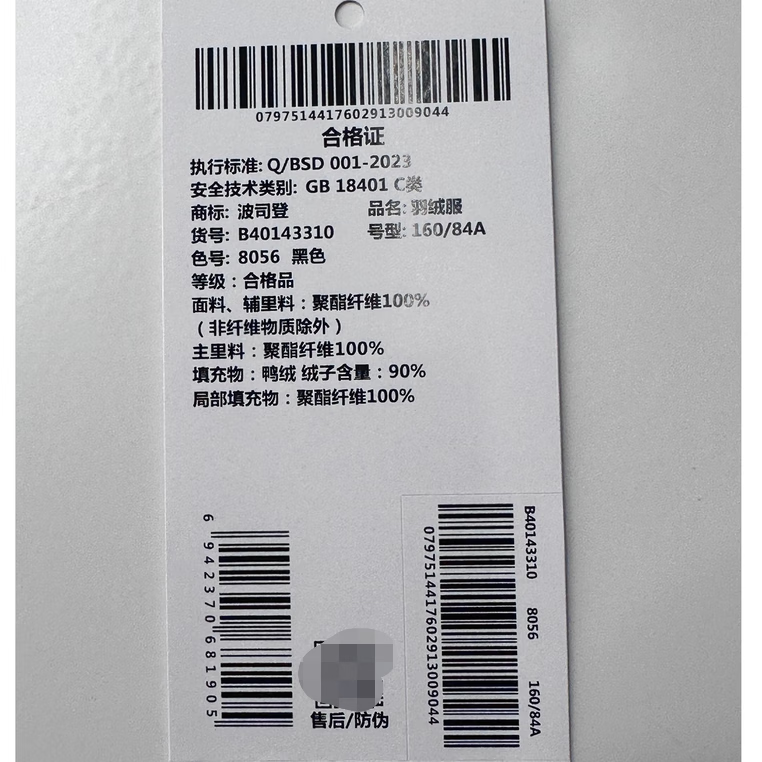 0797514417602913009044
合格证
执行标准: Q/BSD 001-2023
安全技术类别: GB 18401 C类
商标: 波司登 品名: 羽绒服
货号: B40143310 号型: 160/84A
色号: 8056 黑色
等级：合格品
面料、辅里料：聚酯纤维100%
（非纤维物质除外）
主里料：聚酯纤维100%
填充物：鸭绒 绒子含量：90%
局部填充物：聚酯纤维100%
6 942370 681905
售后/防伪
B40143310 8056 160/84A
0797514417602913009044